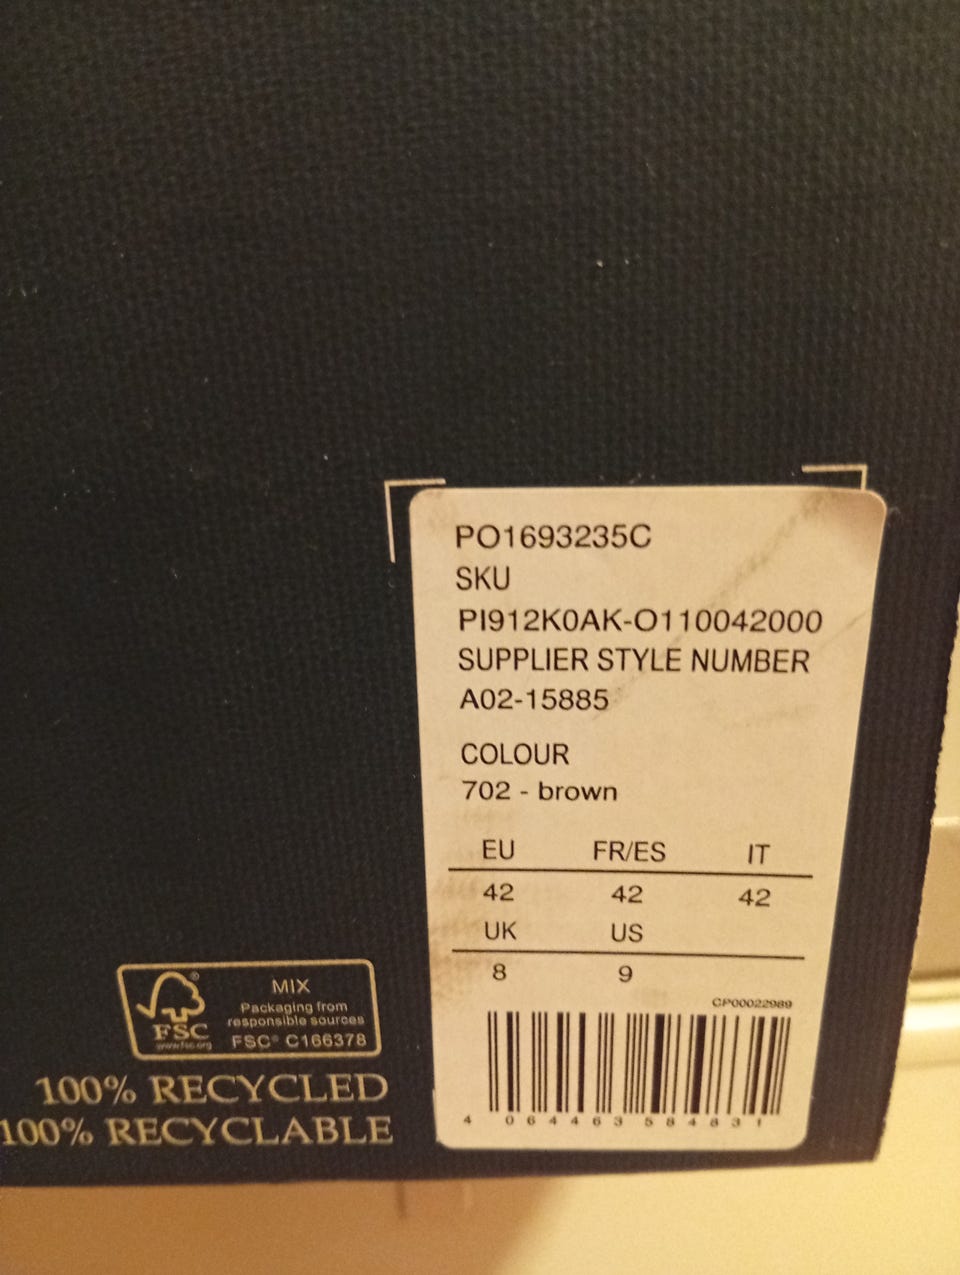 PO1693235C
SKU
PI912K0AK-O110042000
SUPPLIER STYLE NUMBER
A02-15885
COLOUR
702 - brown
EU FR/ES IT
42 42 42
UK US
8 9
CP00022989
4 064463 584831
FSC®
www.fsc.org
MIX
Packaging from
responsible sources
FSC® C166378
100% RECYCLED
100% RECYCLABLE